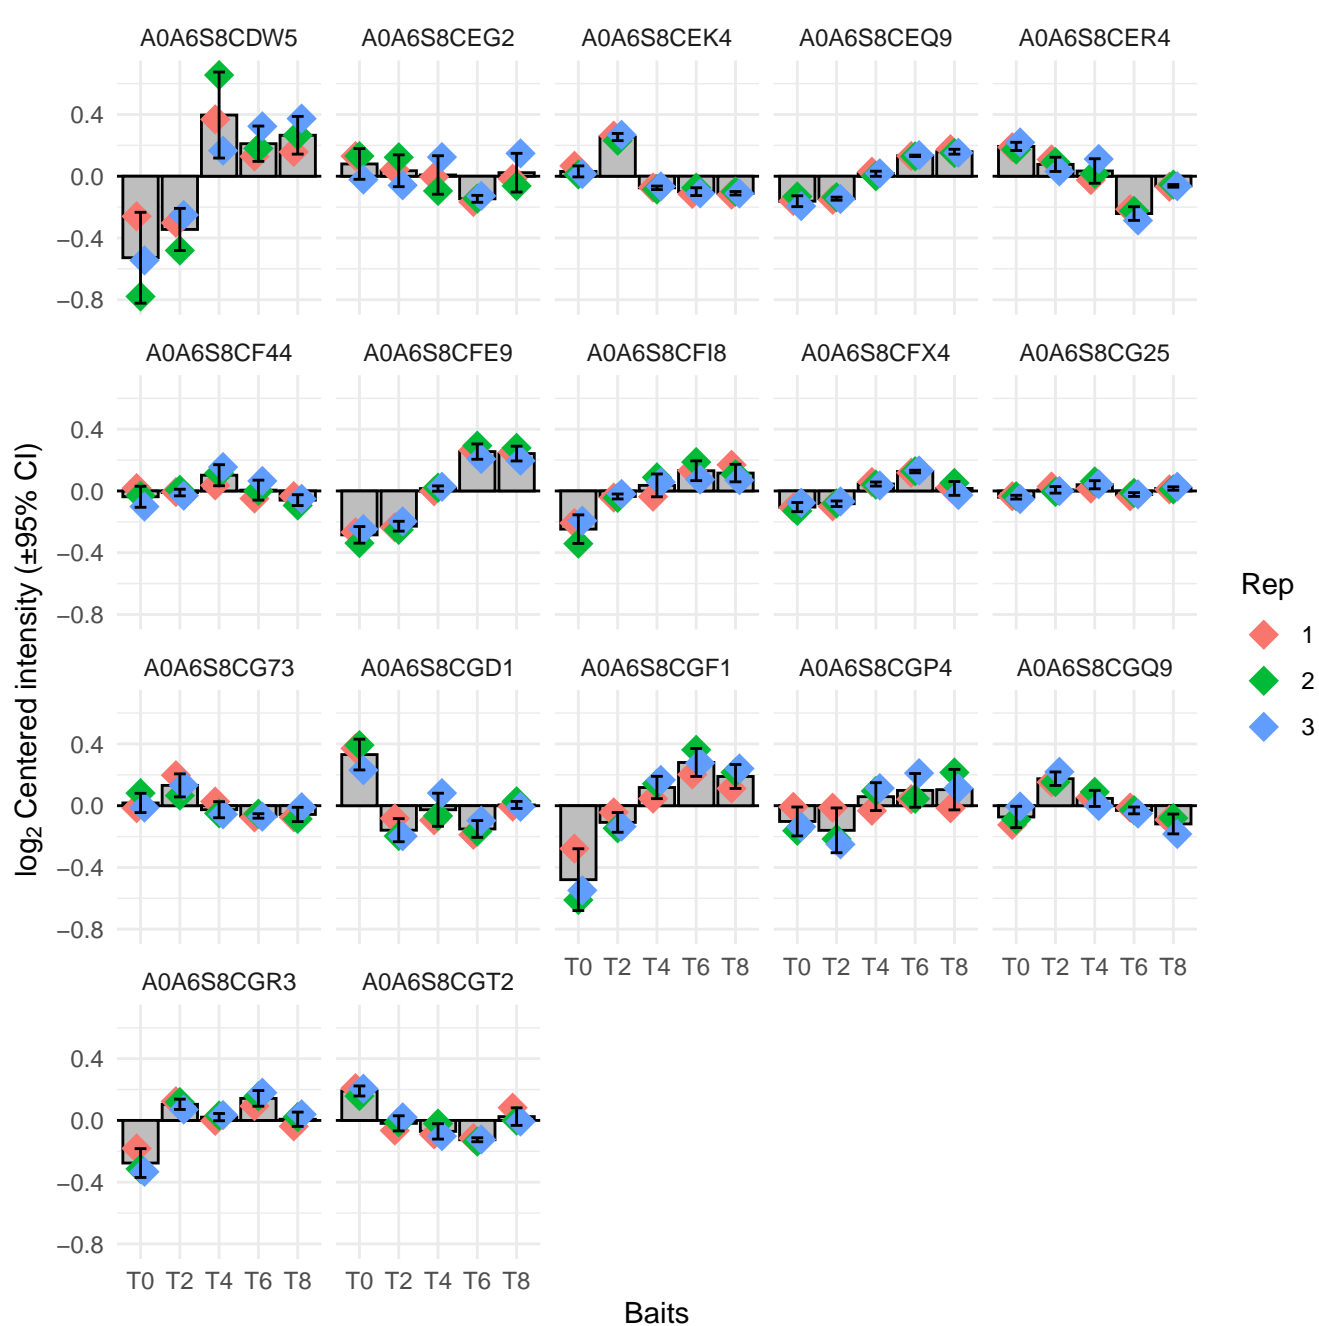 A0A6S8CDW5 A0A6S8CEG2 A0A6S8CEK4 A0A6S8CEQ9 A0A6S8CER4
0.4
0.0
−0.4
−0.8
A0A6S8CF44 A0A6S8CFE9 A0A6S8CFI8 A0A6S8CFX4 A0A6S8CG25
0.4
0.0
−0.4
−0.8
A0A6S8CG73 A0A6S8CGD1 A0A6S8CGF1 A0A6S8CGP4 A0A6S8CGQ9
0.4
0.0
−0.4
−0.8
T0 T2 T4 T6 T8 T0 T2 T4 T6 T8 T0 T2 T4 T6 T8
A0A6S8CGR3 A0A6S8CGT2
0.4
0.0
−0.4
−0.8
T0 T2 T4 T6 T8 T0 T2 T4 T6 T8
Baits
log₂ Centered intensity (±95% CI)
Rep
1
2
3